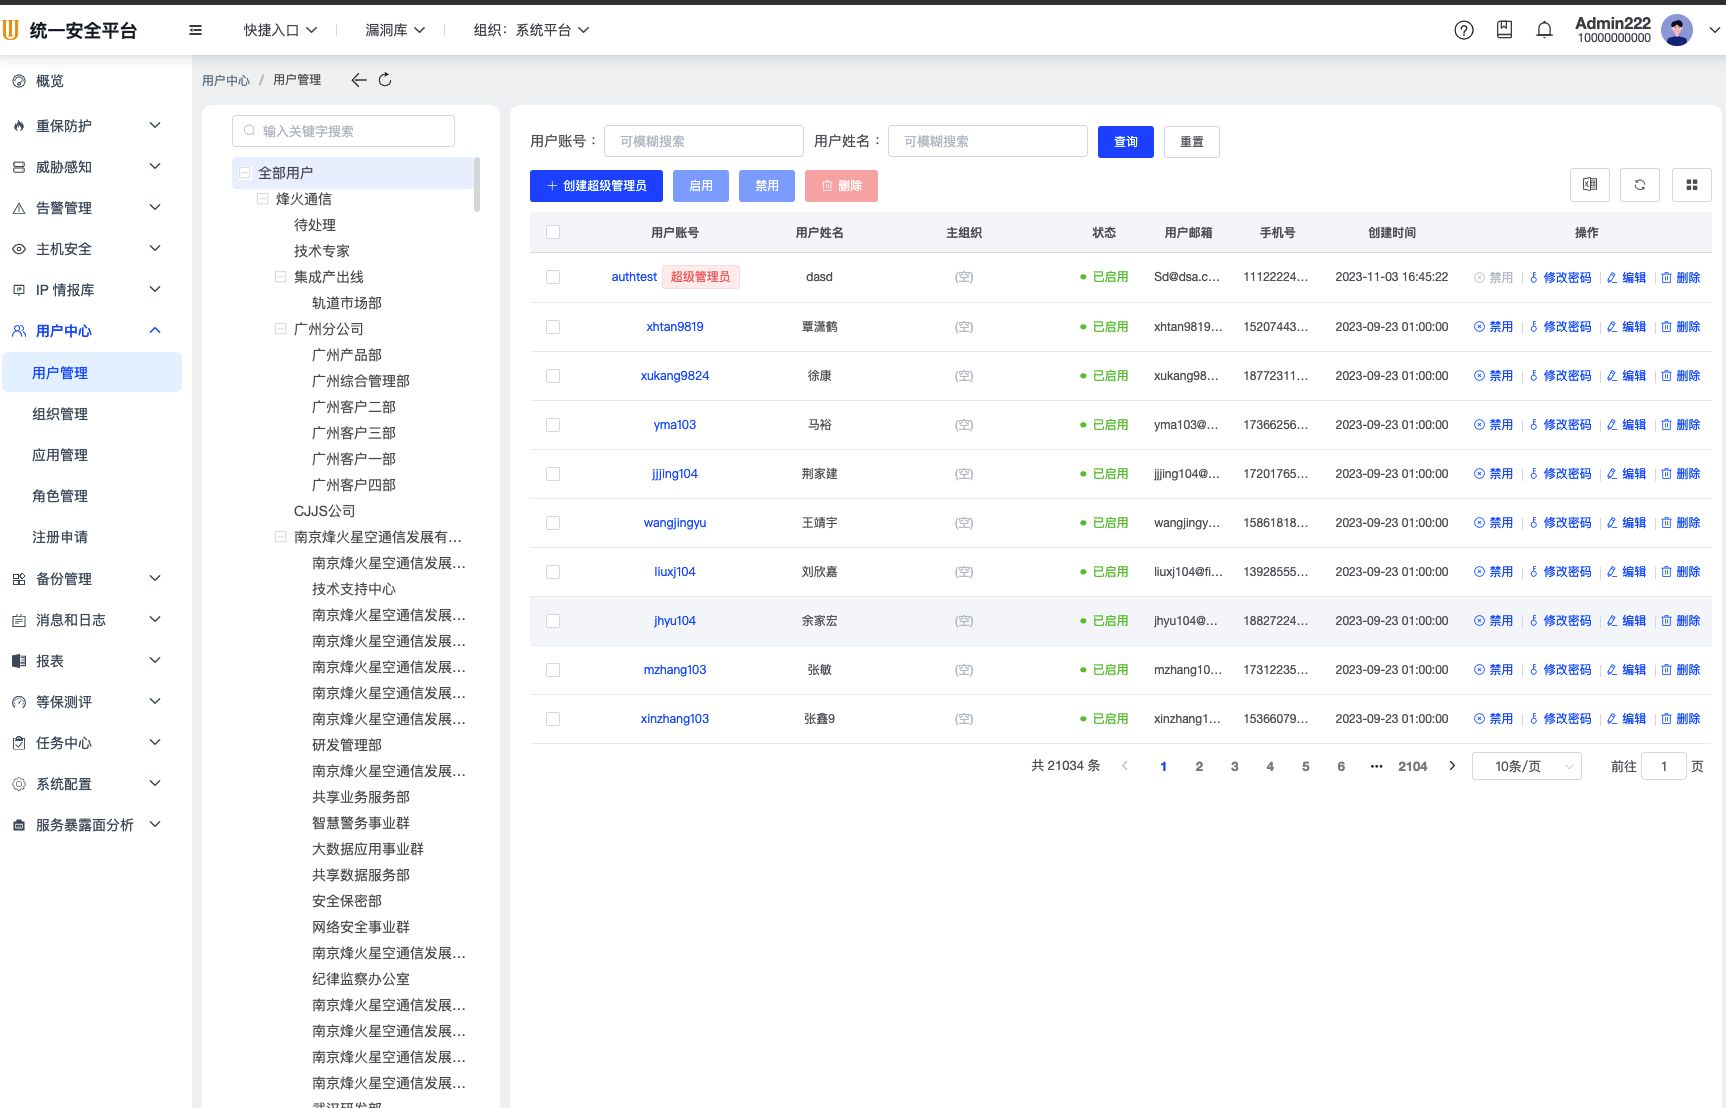 统一安全平台
快捷入口
漏洞库
组织：系统平台
Admin222
10000000000
概览
重保防护
威胁感知
告警管理
主机安全
IP 情报库
用户中心
用户管理
组织管理
应用管理
角色管理
注册申请
备份管理
消息和日志
报表
等保测评
任务中心
系统配置
服务暴露面分析
用户中心 / 用户管理
输入关键字搜索
全部用户
烽火通信
待处理
技术专家
集成产出线
轨道市场部
广州分公司
广州产品部
广州综合管理部
广州客户二部
广州客户三部
广州客户一部
广州客户四部
CJJS公司
南京烽火星空通信发展有...
南京烽火星空通信发展...
技术支持中心
南京烽火星空通信发展...
南京烽火星空通信发展...
南京烽火星空通信发展...
南京烽火星空通信发展...
南京烽火星空通信发展...
研发管理部
南京烽火星空通信发展...
共享业务服务部
智慧警务事业群
大数据应用事业群
共享数据服务部
安全保密部
网络安全事业群
南京烽火星空通信发展...
纪律监察办公室
南京烽火星空通信发展...
南京烽火星空通信发展...
南京烽火星空通信发展...
南京烽火星空通信发展...
武汉研发部
用户账号： 可模糊搜索 用户姓名： 可模糊搜索 查询 重置
+ 创建超级管理员 启用 禁用 删除
用户账号 用户姓名 主组织 状态 用户邮箱 手机号 创建时间 操作
authtest 超级管理员 dasd (空) 已启用 Sd@dsa.c... 11122224... 2023-11-03 16:45:22 禁用 修改密码 编辑 删除
xhtan9819 覃潇鹤 (空) 已启用 xhtan9819... 15207443... 2023-09-23 01:00:00 禁用 修改密码 编辑 删除
xukang9824 徐康 (空) 已启用 xukang98... 18772311... 2023-09-23 01:00:00 禁用 修改密码 编辑 删除
yma103 马裕 (空) 已启用 yma103@... 17366256... 2023-09-23 01:00:00 禁用 修改密码 编辑 删除
jjjing104 荆家建 (空) 已启用 jjjing104@... 17201765... 2023-09-23 01:00:00 禁用 修改密码 编辑 删除
wangjingyu 王靖宇 (空) 已启用 wangjingy... 15861818... 2023-09-23 01:00:00 禁用 修改密码 编辑 删除
liuxj104 刘欣嘉 (空) 已启用 liuxj104@fi... 13928555... 2023-09-23 01:00:00 禁用 修改密码 编辑 删除
jhyu104 余家宏 (空) 已启用 jhyu104@... 18827224... 2023-09-23 01:00:00 禁用 修改密码 编辑 删除
mzhang103 张敏 (空) 已启用 mzhang10... 17312235... 2023-09-23 01:00:00 禁用 修改密码 编辑 删除
xinzhang103 张鑫9 (空) 已启用 xinzhang1... 15366079... 2023-09-23 01:00:00 禁用 修改密码 编辑 删除
共 21034 条 1 2 3 4 5 6 ••• 2104 10条/页 前往 1 页